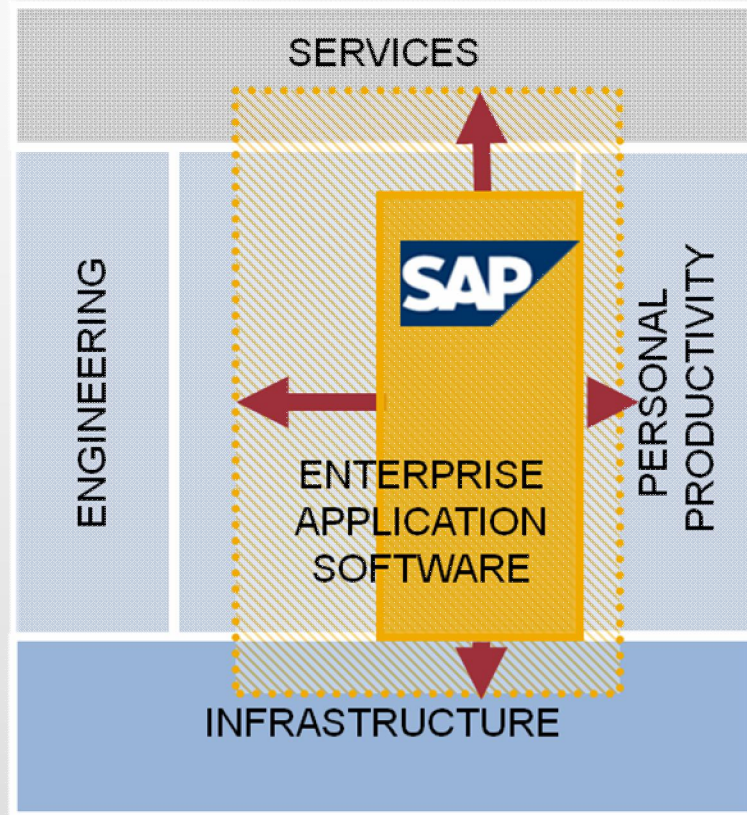 SERVICES
ENGINEERING
SAP
PERSONAL
PRODUCTIVITY
ENTERPRISE
APPLICATION
SOFTWARE
INFRASTRUCTURE